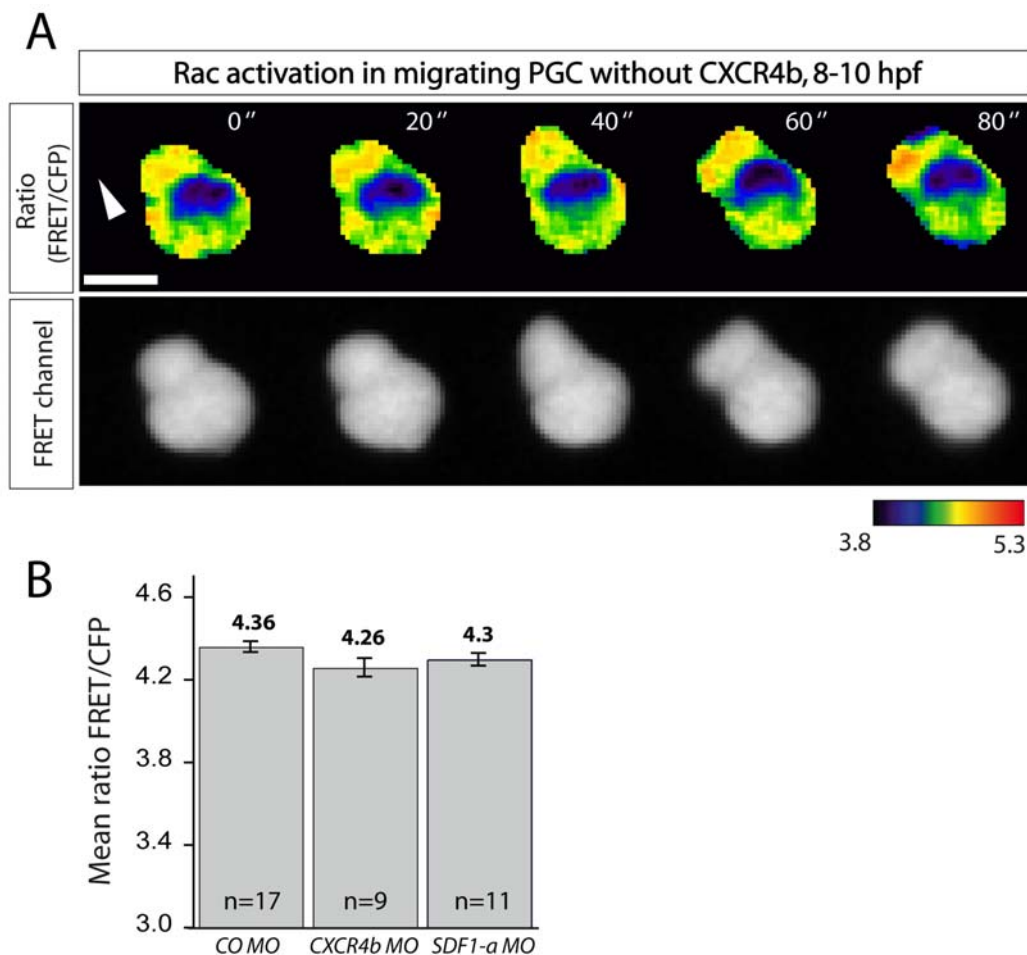 A
Rac activation in migrating PGC without CXCR4b, 8-10 hpf
Ratio
(FRET/CFP)
0" 20" 40" 60" 80"
FRET channel
3.8 5.3
B
Mean ratio FRET/CFP
4.6
4.2
3.8
3.4
3.0
4.36 4.26 4.3
n=17 n=9 n=11
CO MO CXCR4b MO SDF1-a MO